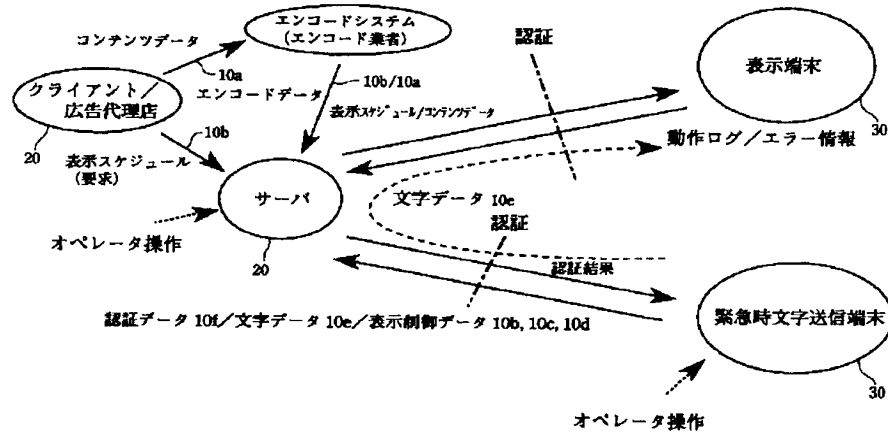 エンコードシステム
(エンコード業者)
コンテンツデータ
10a
クライアント／
広告代理店
20
エンコードデータ
10b/10a
表示スケジュール/コンテンツデータ
10b
表示スケジュール
(要求)
認証
表示端末
30
動作ログ／エラー情報
サーバ
20
オペレータ操作
文字データ 10e
認証
認証結果
認証データ 10f／文字データ 10e／表示制御データ 10b, 10c, 10d
緊急時文字送信端末
30
オペレータ操作